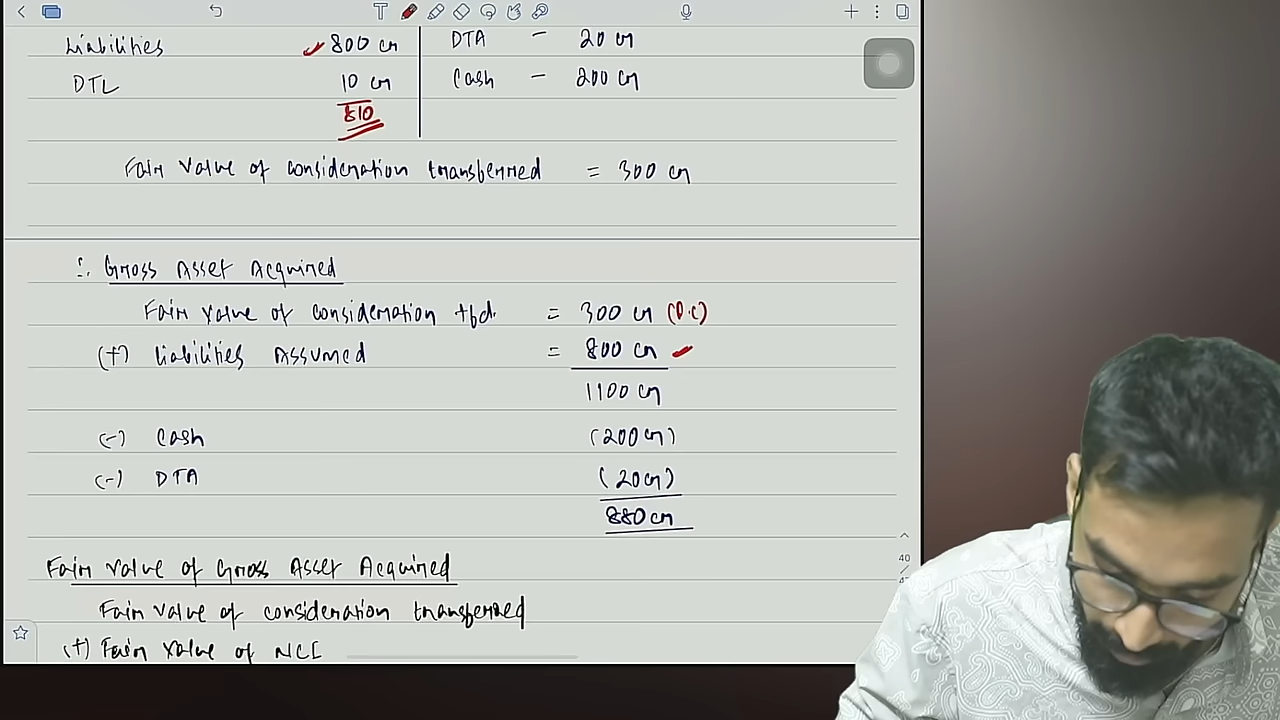 Liabilities 800 cr DTA - 20 cr
DTL 10 cr Cash - 200 cr
810
Fair value of consideration transferred = 300 cr
∴ Gross Asset Acquired
Fair value of consideration tfd. = 300 cr (P.C)
(+) Liabilities Assumed = 800 cr
1100 cr
(-) Cash (200 cr)
(-) DTA (20 cr)
880 cr
Fair value of Gross Asset Acquired
Fair value of consideration transferred
(+) Fair value of NCI
40